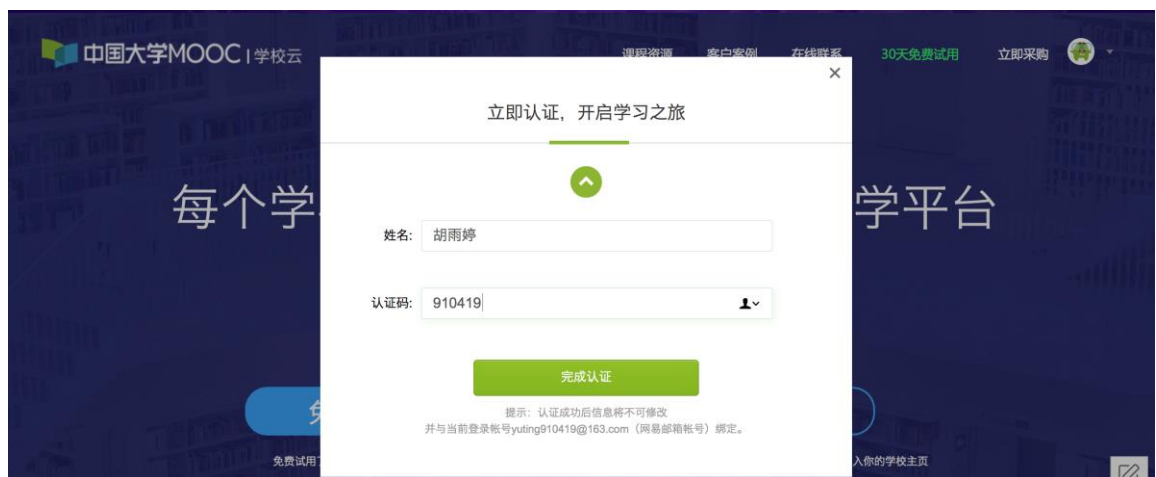 中国大学MOOC | 学校云
课程资源 客户案例 在线联系 30天免费试用 立即采购
立即认证，开启学习之旅
每个学 学平台
姓名: 胡雨婷
认证码: 910419
完成认证
提示：认证成功后信息将不可修改
并与当前登录帐号yuting910419@163.com（网易邮箱帐号）绑定。
免费试用 入你的学校主页